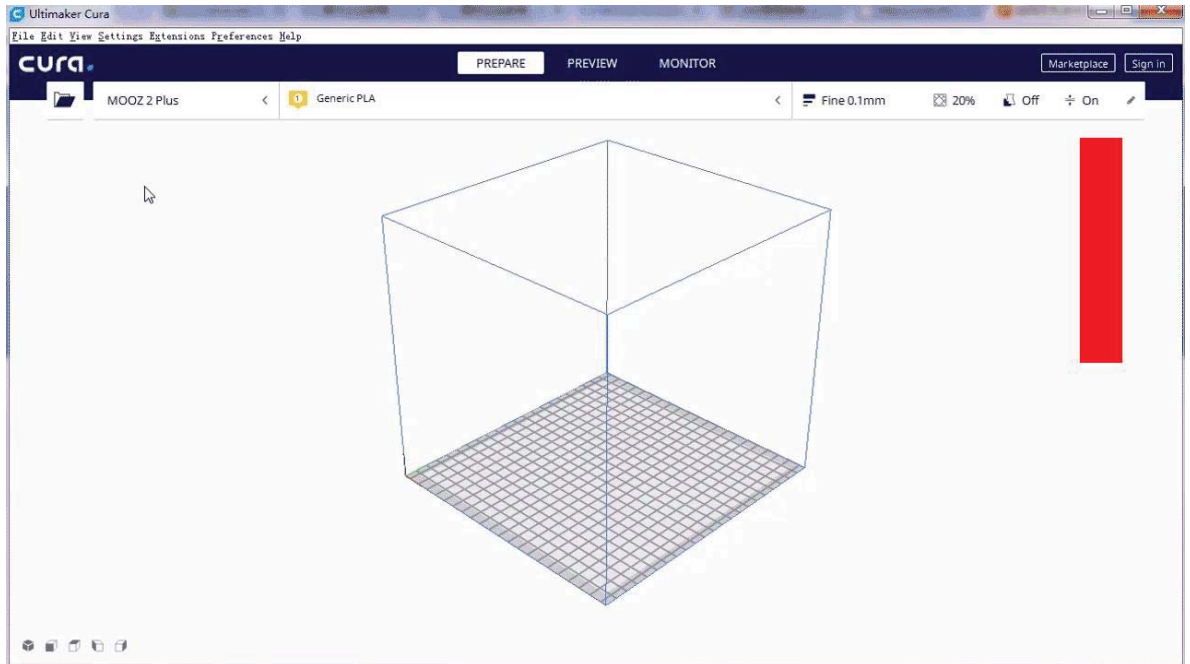 Ultimaker Cura
File Edit View Settings Extensions Preferences Help
cura.
PREPARE PREVIEW MONITOR
Marketplace Sign in
MOOZ 2 Plus
1 Generic PLA
Fine 0.1mm 20% Off On